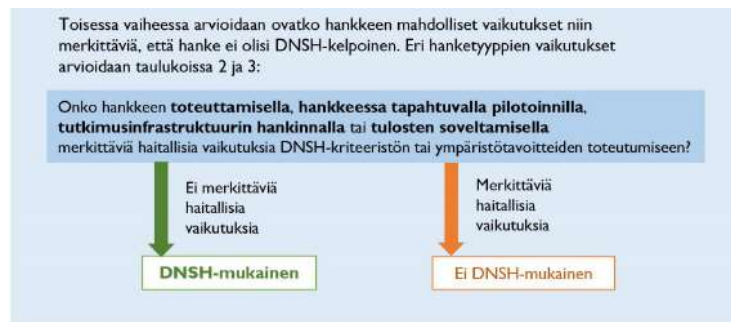 Toisessa vaiheessa arvioidaan ovatko hankkeen mahdolliset vaikutukset niin
merkittäviä, että hanke ei olisi DNSH-kelpoinen. Eri hanketyyppien vaikutukset
arvioidaan taulukoissa 2 ja 3:
Onko hankkeen toteuttamisella, hankkeessa tapahtuvalla pilotoinnilla,
tutkimusinfrastruktuurin hankinnalla tai tulosten soveltamisella
merkittäviä haitallisia vaikutuksia DNSH-kriteeristön tai ympäristötavoitteiden toteutumiseen?
Ei merkittäviä
haitallisia
vaikutuksia
Merkittäviä
haitallisia
vaikutuksia
DNSH-mukainen
Ei DNSH-mukainen